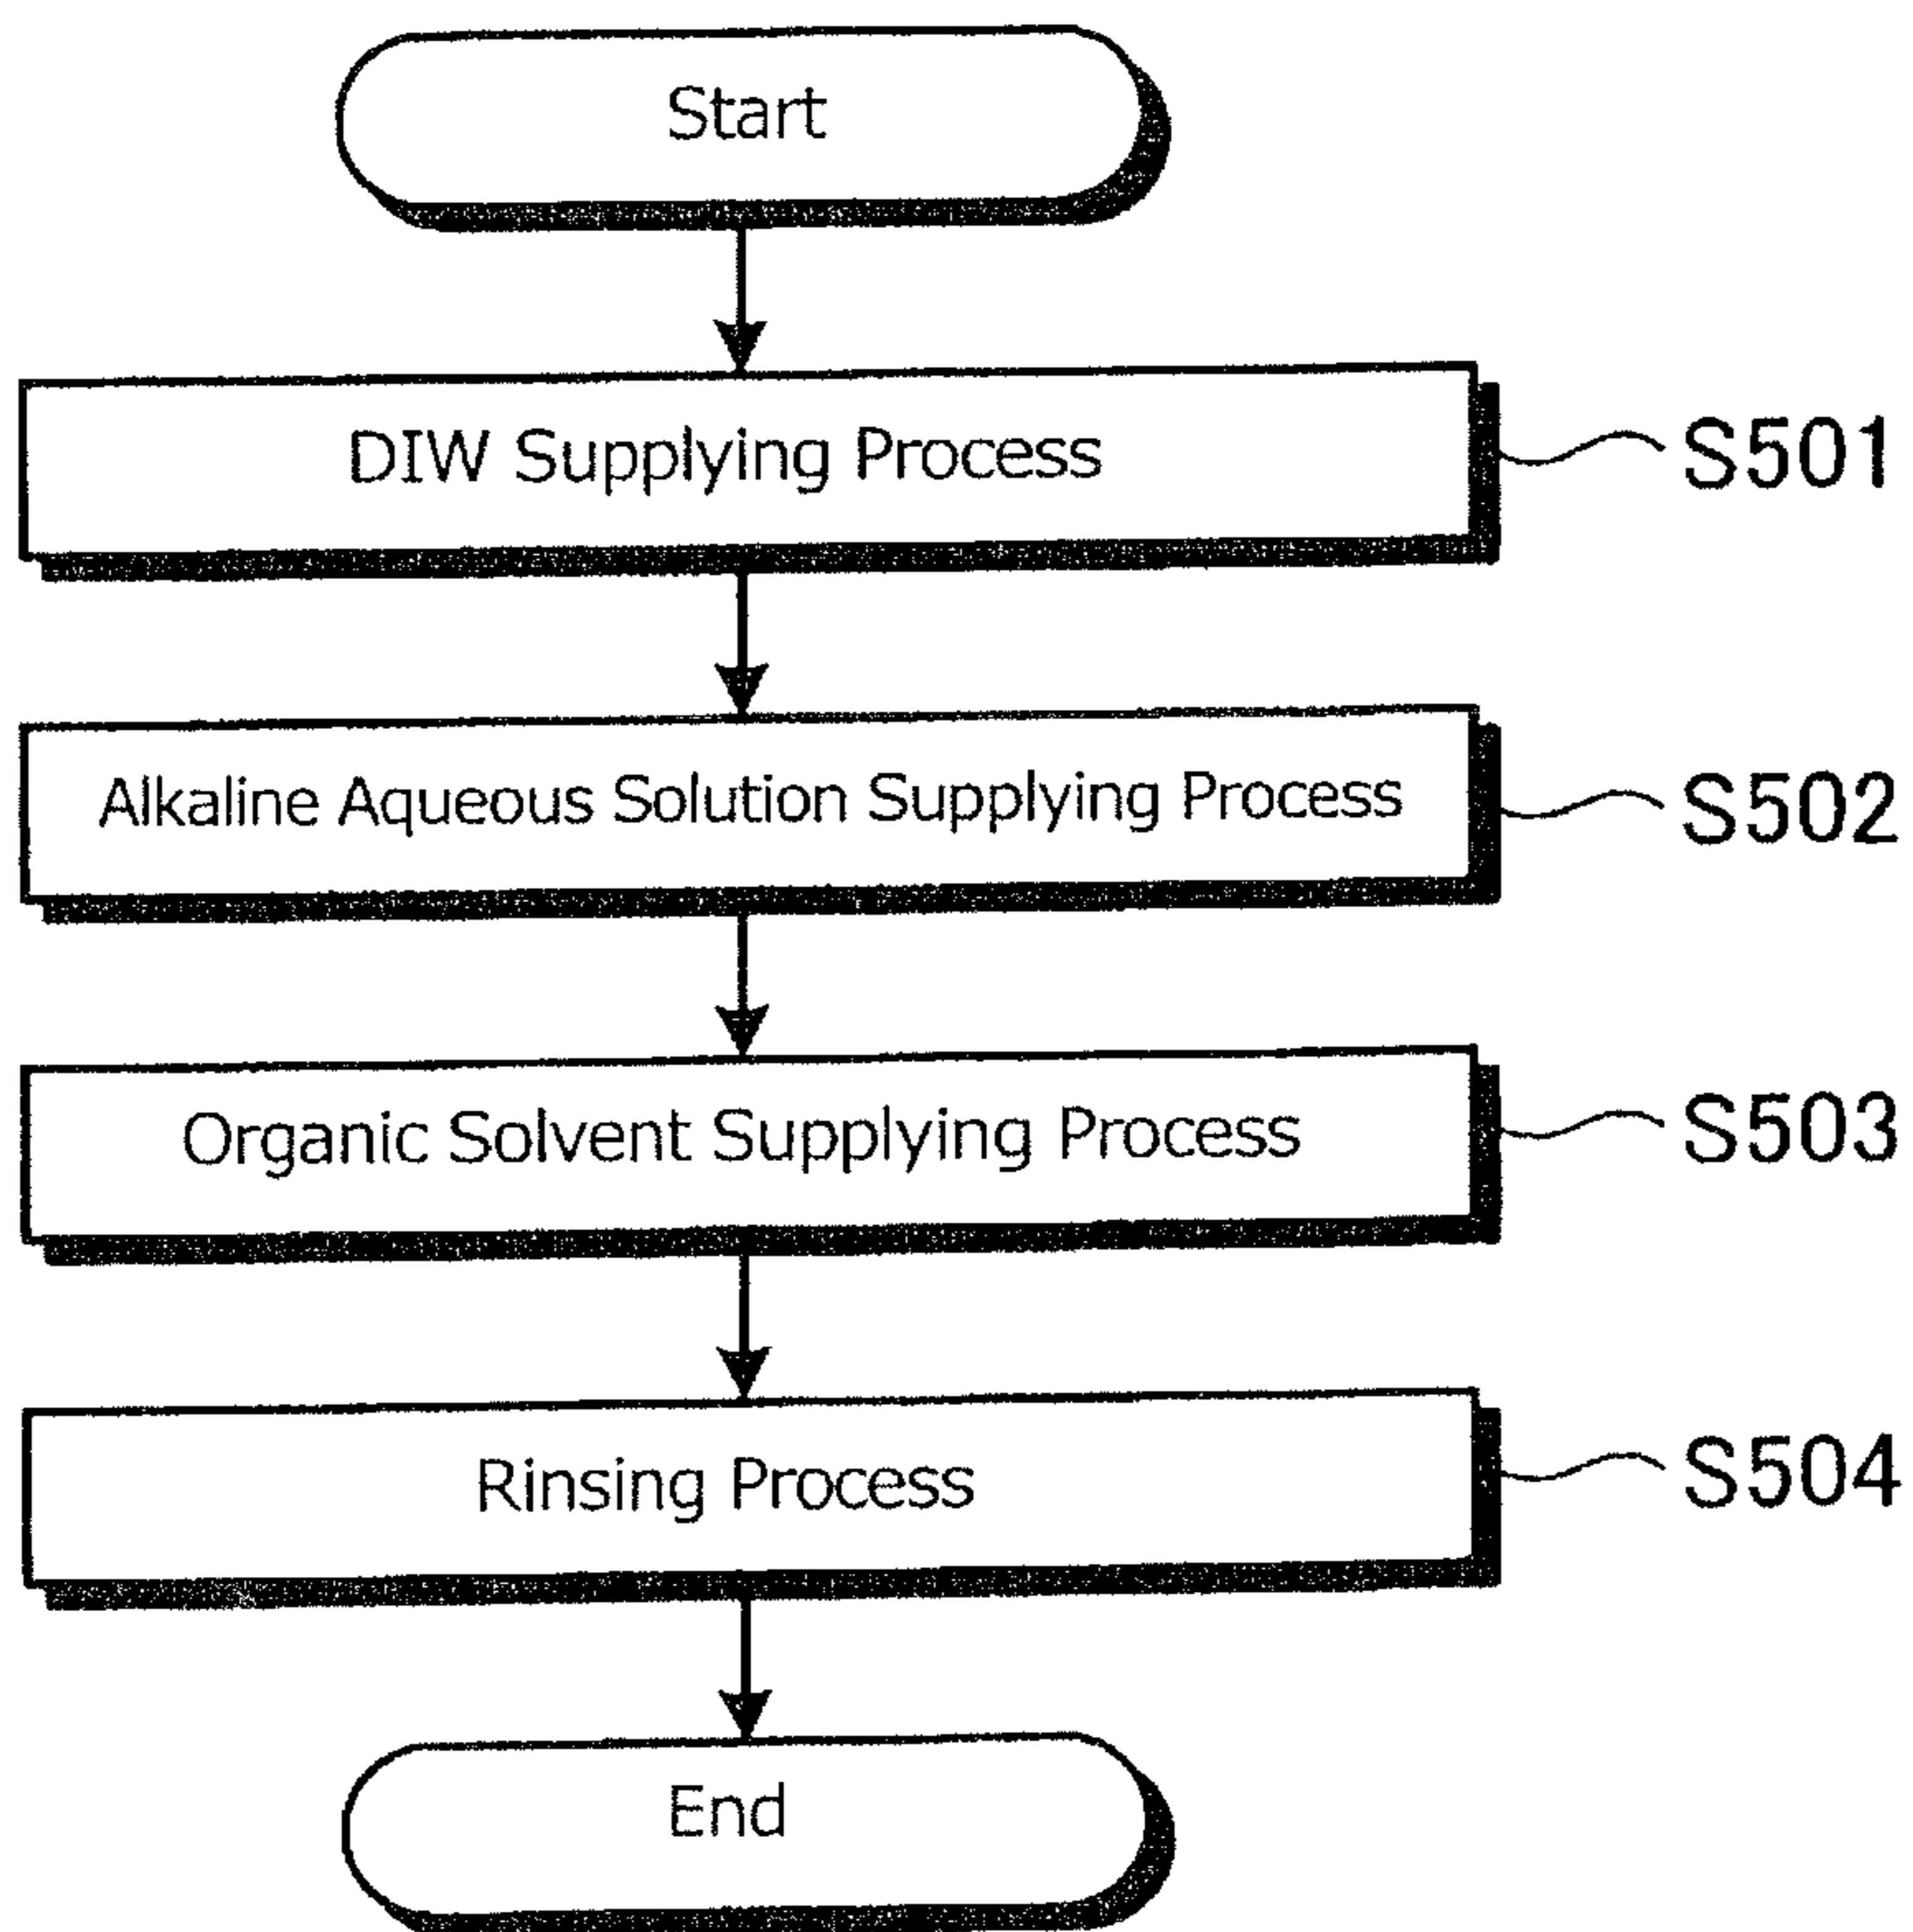 Start
DIW Supplying Process
S501
Alkaline Aqueous Solution Supplying Process
S502
Organic Solvent Supplying Process
S503
Rinsing Process
S504
End